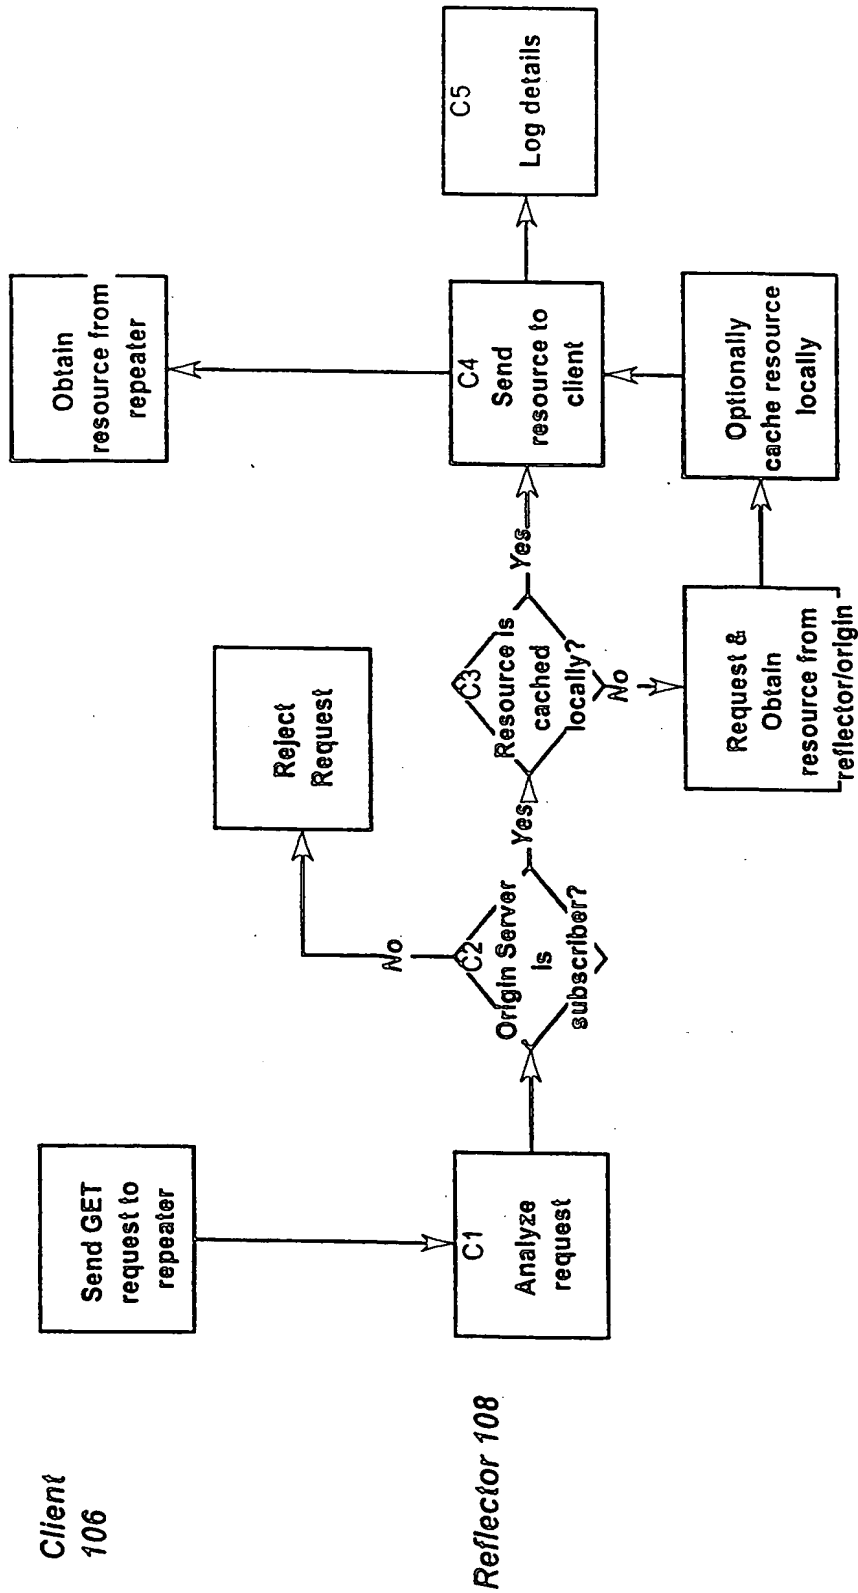 Client
106
Send GET
request to
repeater
Obtain
resource from
repeater
Reject
Request
No
Reflector 108
C1
Analyze
request
C2
Origin Server
is
subscriber?
Yes
C3
Resource is
cached
locally?
Yes
C4
Send
resource to
client
C5
Log details
No
Request &
Obtain
resource from
reflector/origin
Optionally
cache resource
locally